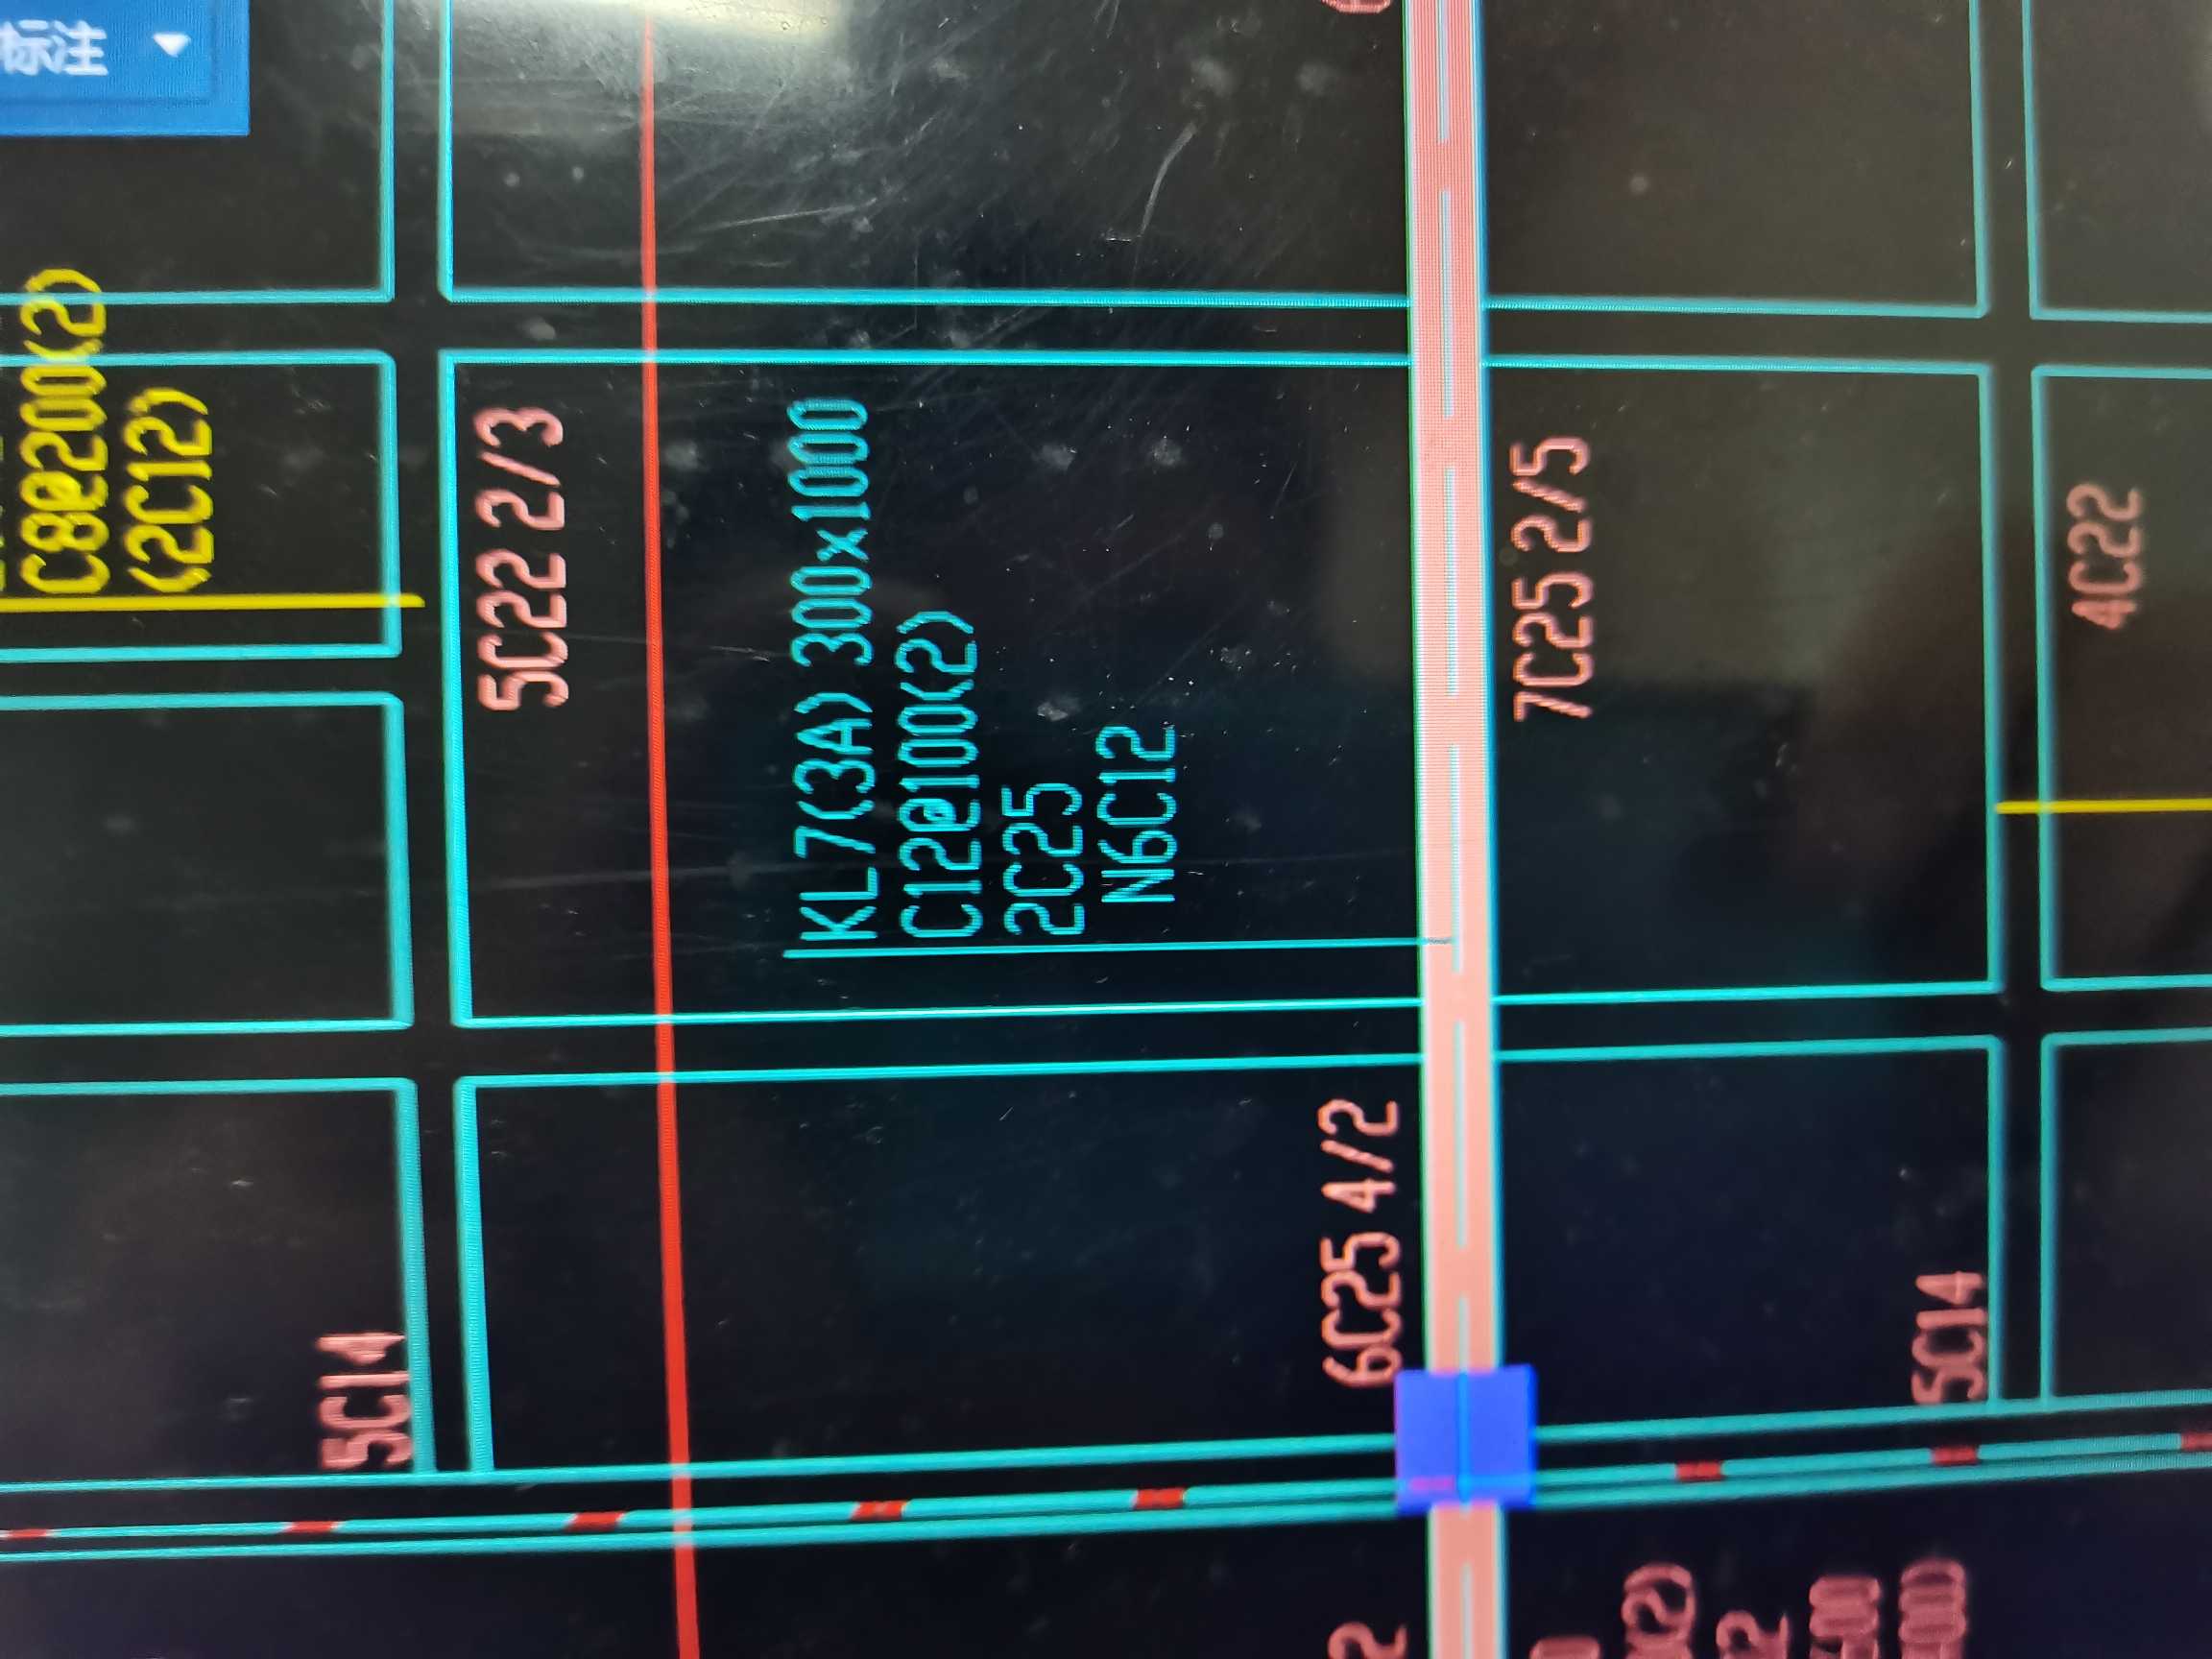 标注
C8@200(2)
(2C12)
5C22 2/3
KL7(3A) 300x1000
C12@100(2)
2C25
N6C12
7C25 2/5
4C22
6C25 4/2
5C14
5C14